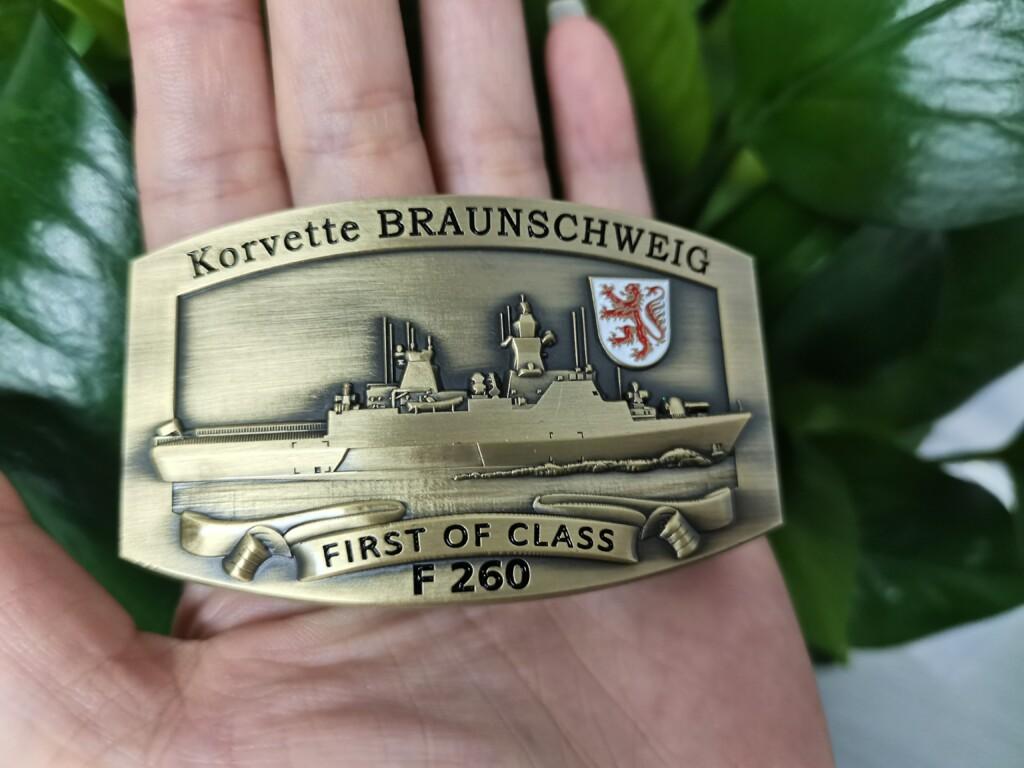 Korvette BRAUNSCHWEIG
FIRST OF CLASS
F 260